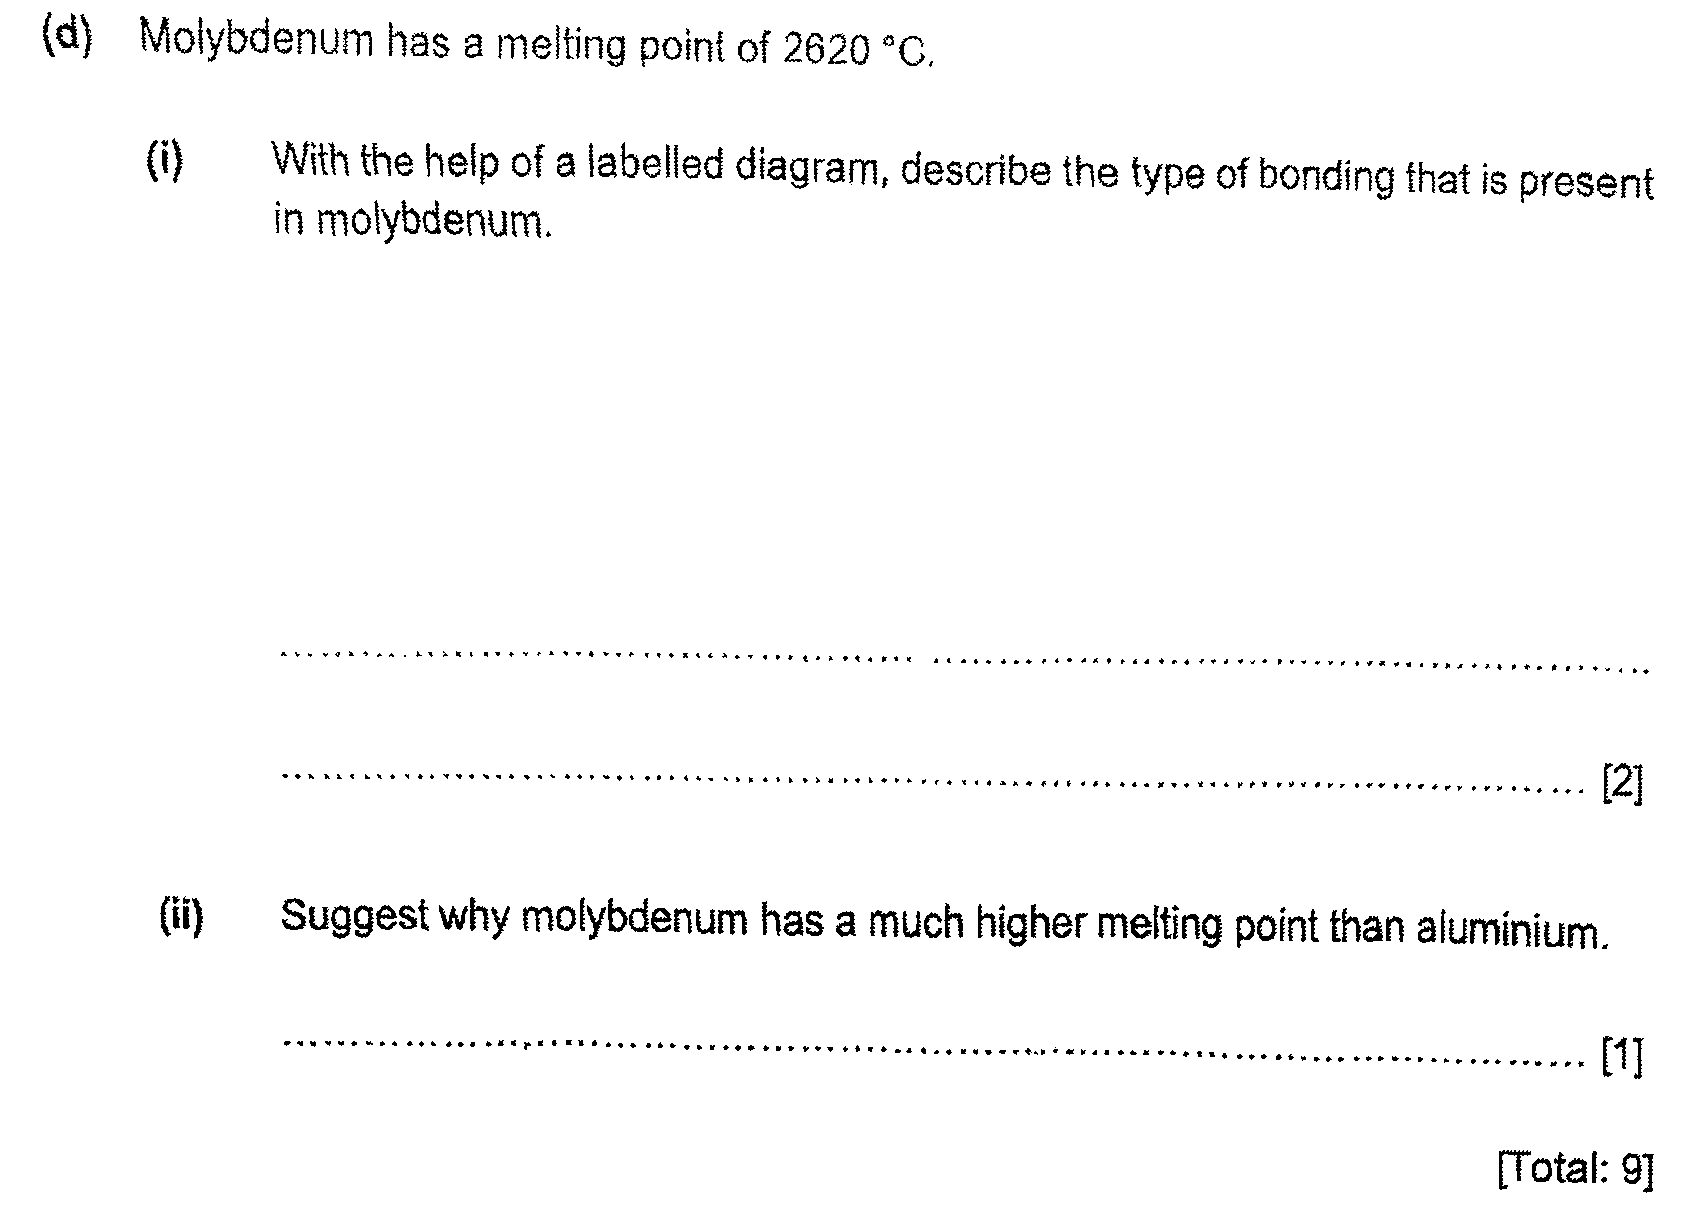 (d) Molybdenum has a melting point of 2620 °C.
(i) With the help of a labelled diagram, describe the type of bonding that is present
in molybdenum.
[2]
(ii) Suggest why molybdenum has a much higher melting point than aluminium.
[1]
[Total: 9]